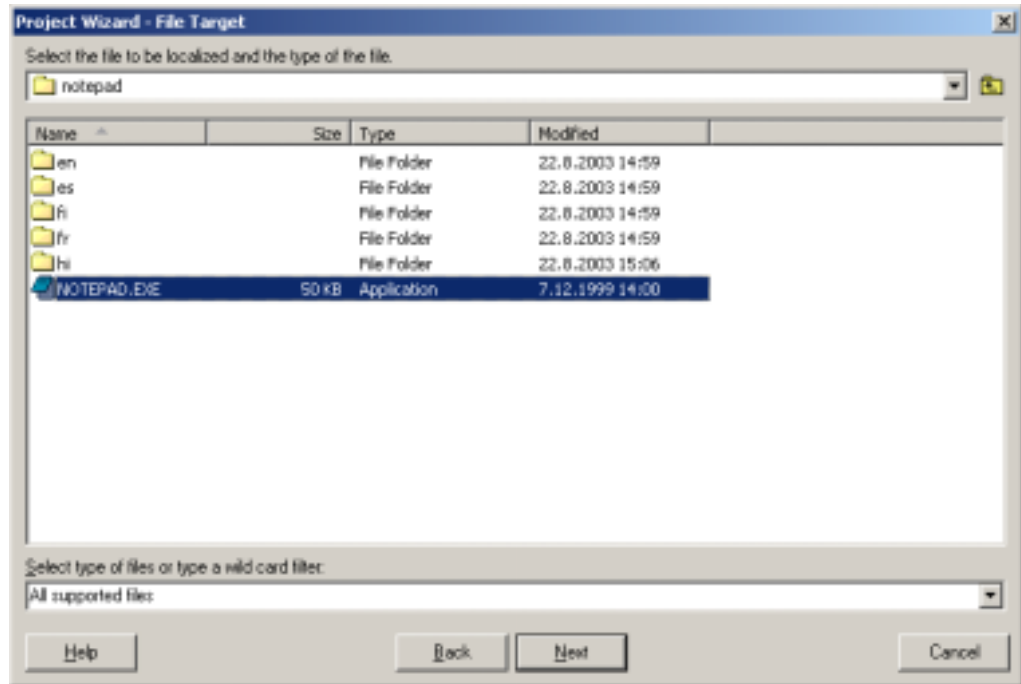 Project Wizard - File Target
Select the file to be localized and the type of the file.
notepad
Name Size Type Modified
en File Folder 22.8.2003 14:59
es File Folder 22.8.2003 14:59
fi File Folder 22.8.2003 14:59
fr File Folder 22.8.2003 14:59
hi File Folder 22.8.2003 15:06
NOTEPAD.EXE 50 KB Application 7.12.1999 14:00
Select type of files or type a wild card filter:
All supported files
Help Back Next Cancel